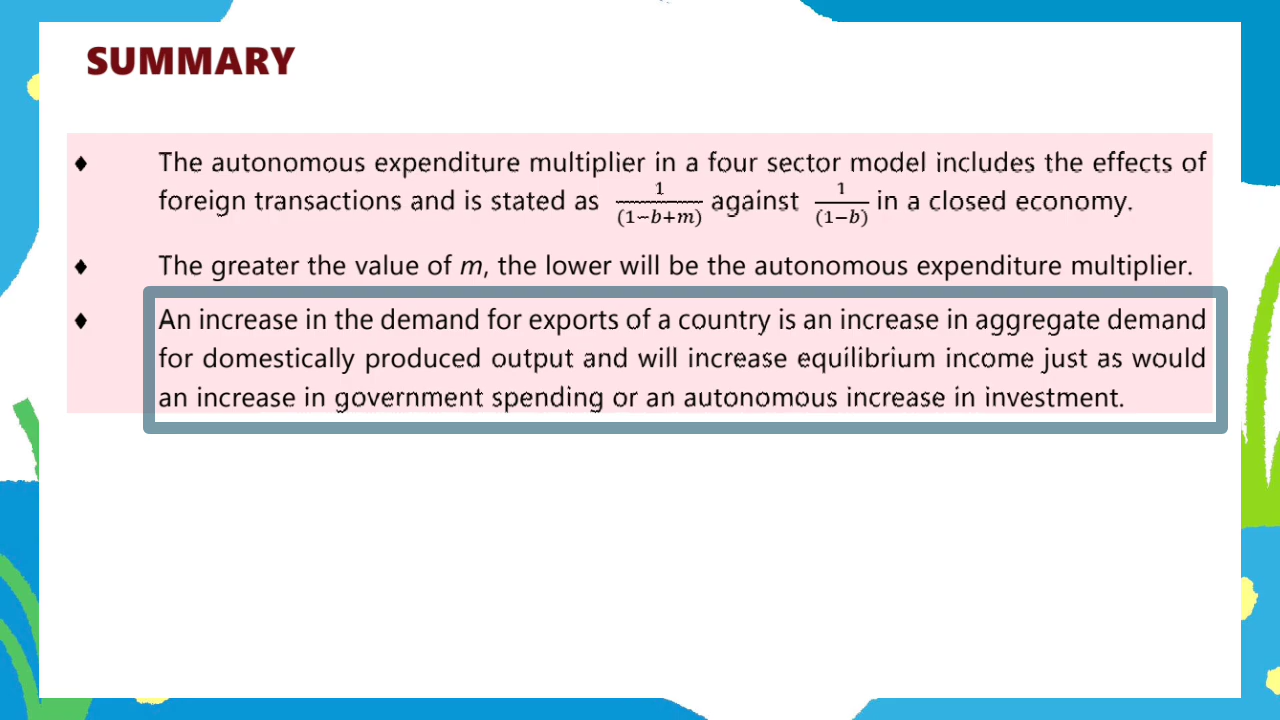 SUMMARY
♦ The autonomous expenditure multiplier in a four sector model includes the effects of
foreign transactions and is stated as 1/(1−b+m) against 1/(1−b) in a closed economy.
♦ The greater the value of m, the lower will be the autonomous expenditure multiplier.
♦ An increase in the demand for exports of a country is an increase in aggregate demand
for domestically produced output and will increase equilibrium income just as would
an increase in government spending or an autonomous increase in investment.